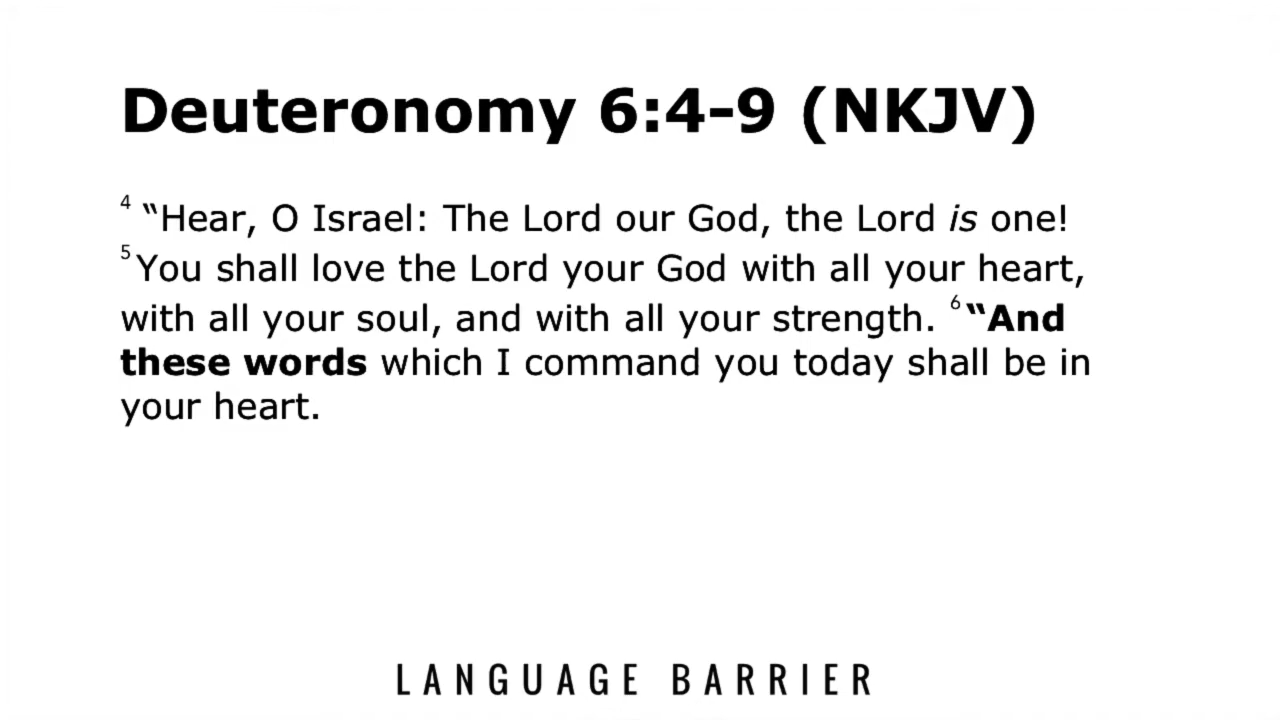 Deuteronomy 6:4-9 (NKJV)
4 “Hear, O Israel: The Lord our God, the Lord is one!
5 You shall love the Lord your God with all your heart,
with all your soul, and with all your strength. 6 “And
these words which I command you today shall be in
your heart.
LANGUAGE BARRIER